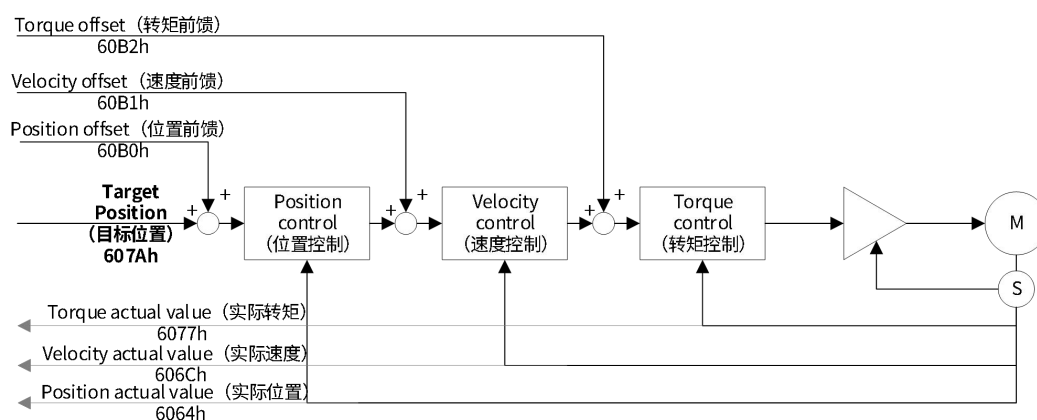 Torque offset（转矩前馈）
60B2h
Velocity offset（速度前馈）
60B1h
Position offset（位置前馈）
60B0h
Target
Position
（目标位置）
607Ah
+
+
Position
control
（位置控制）
+
+
Velocity
control
（速度控制）
+
+
Torque
control
（转矩控制）
M
S
Torque actual value（实际转矩）
6077h
Velocity actual value（实际速度）
606Ch
Position actual value（实际位置）
6064h